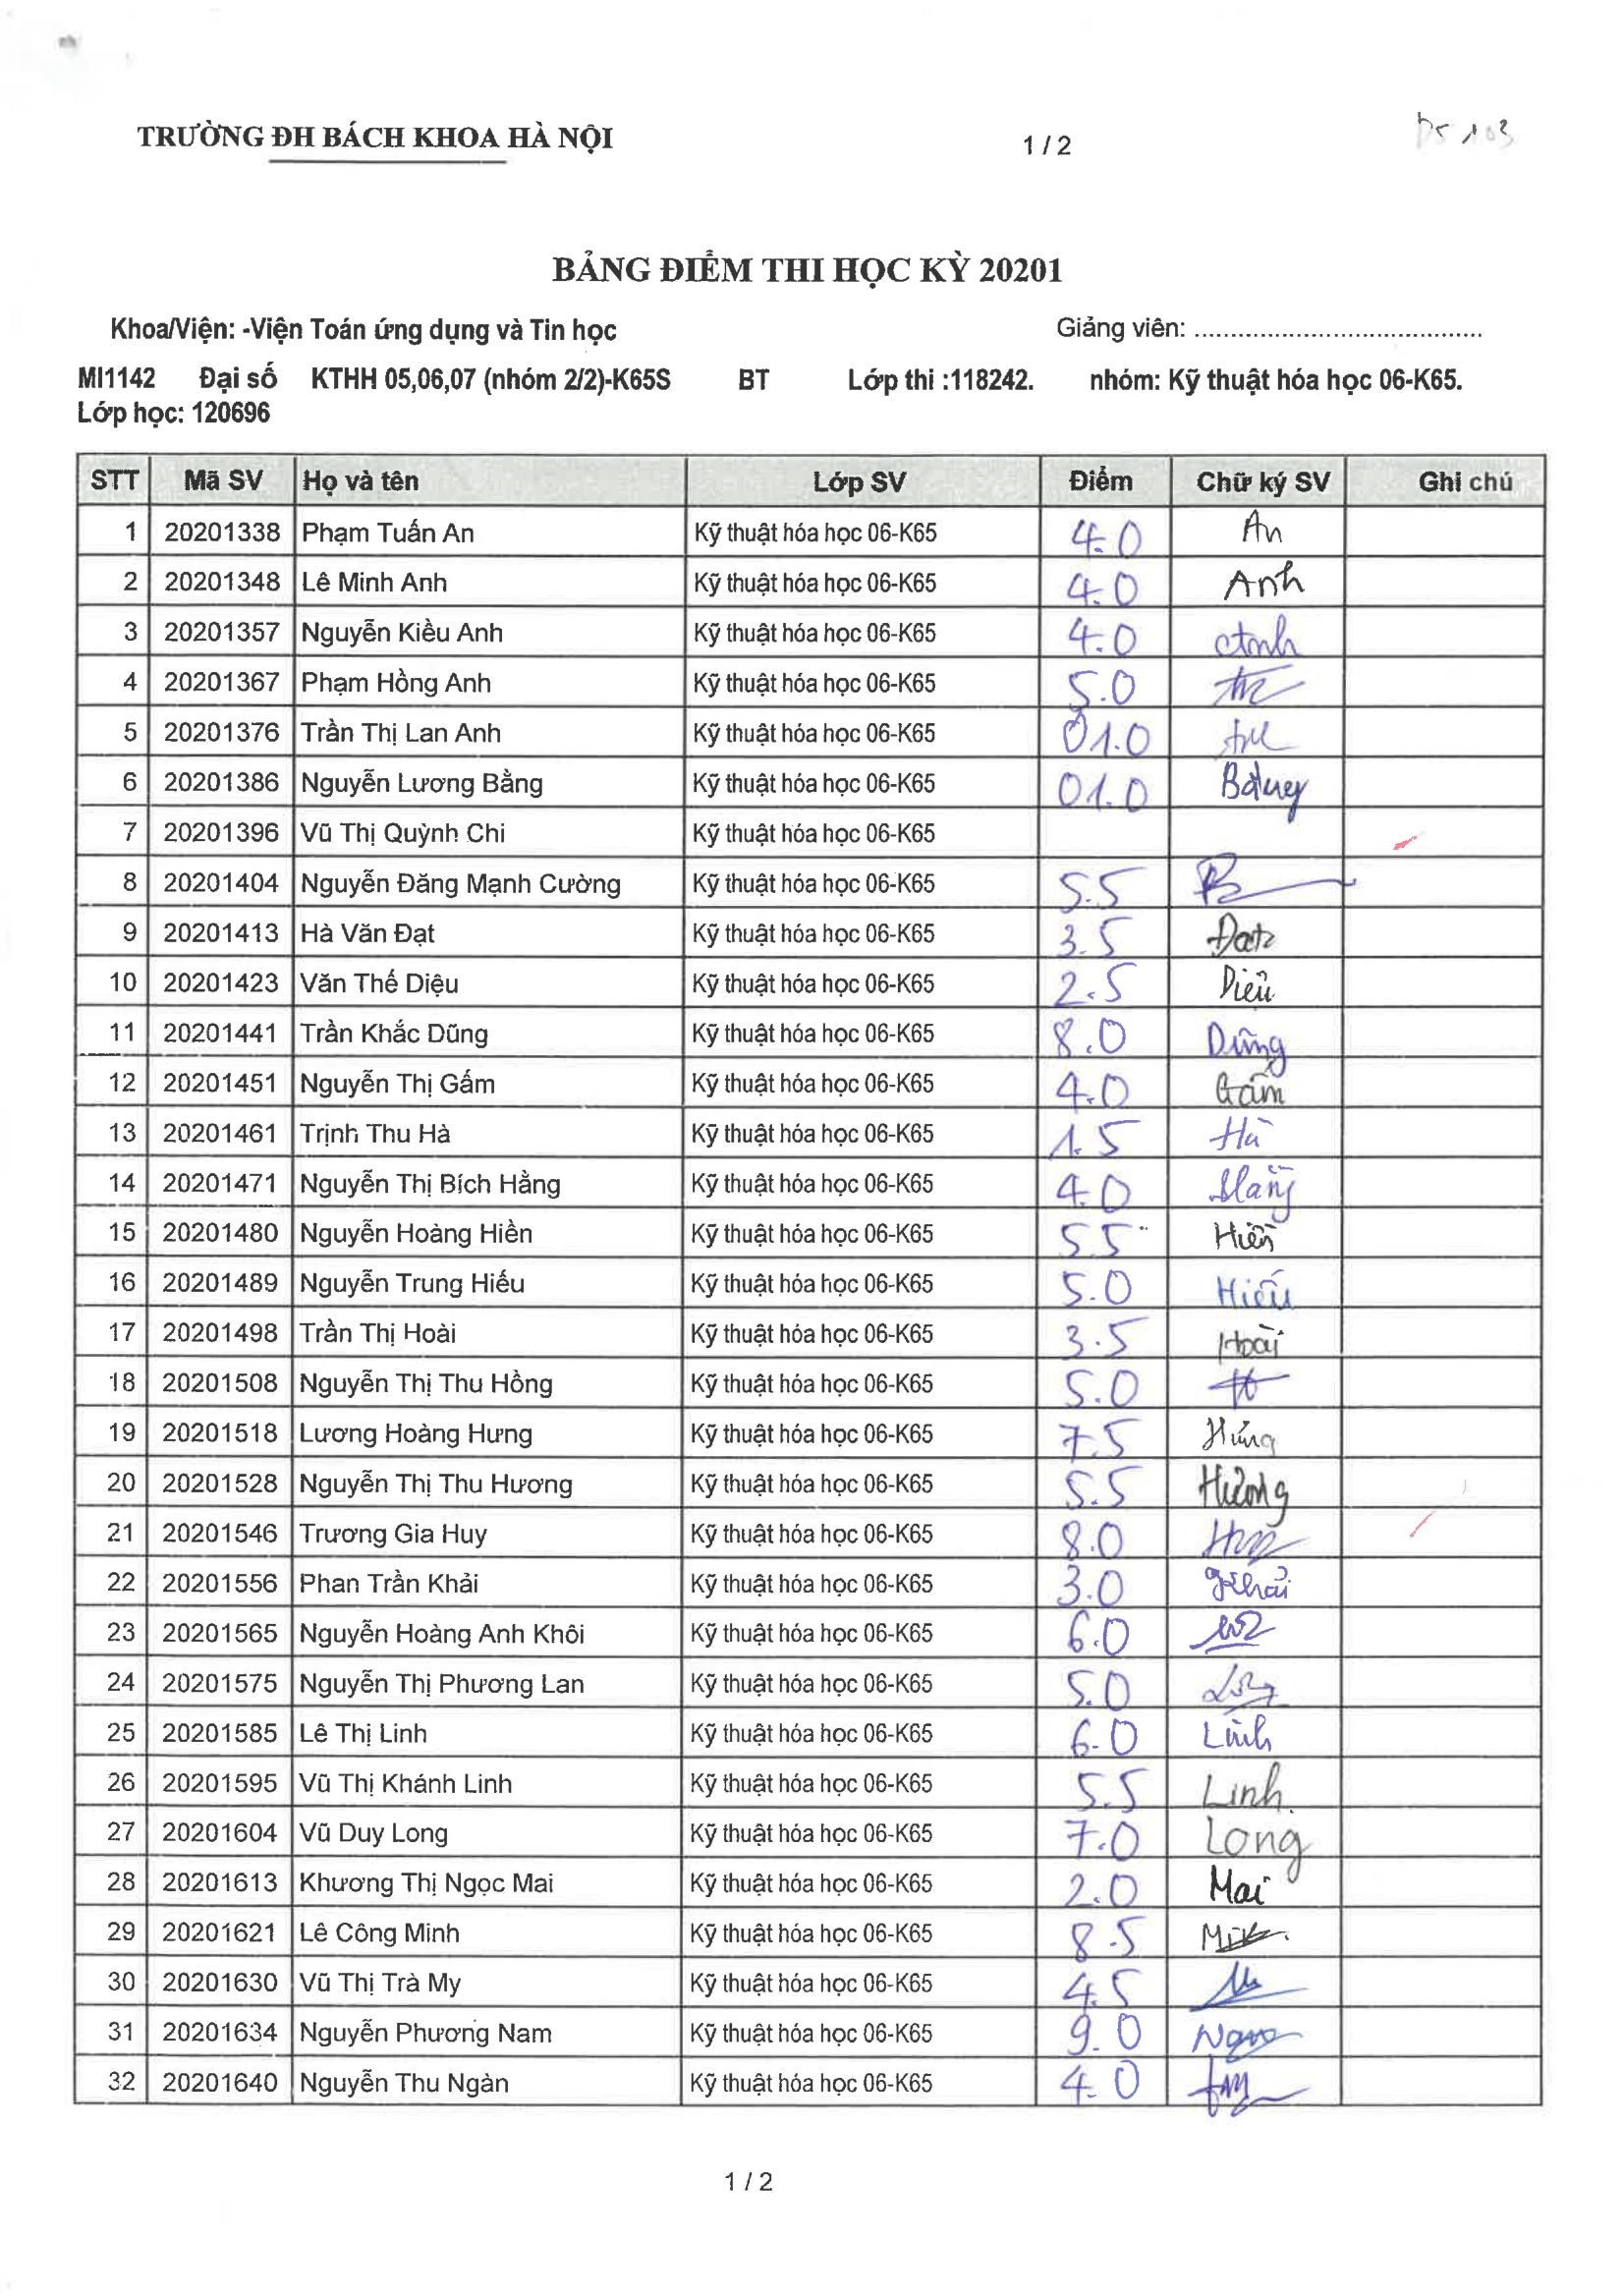 TRƯỜNG ĐH BÁCH KHOA HÀ NỘI 1 / 2
BẢNG ĐIỂM THI HỌC KỲ 20201
Khoa/Viện: -Viện Toán ứng dụng và Tin học Giảng viên: ......................................
MI1142 Đại số KTHH 05,06,07 (nhóm 2/2)-K65S BT Lớp thi :118242. nhóm: Kỹ thuật hóa học 06-K65.
Lớp học: 120696
STT Mã SV Họ và tên Lớp SV Điểm Chữ ký SV Ghi chú
1 20201338 Phạm Tuấn An Kỹ thuật hóa học 06-K65 4.0 An
2 20201348 Lê Minh Anh Kỹ thuật hóa học 06-K65 4.0 Anh
3 20201357 Nguyễn Kiều Anh Kỹ thuật hóa học 06-K65 4.0
4 20201367 Phạm Hồng Anh Kỹ thuật hóa học 06-K65 5.0
5 20201376 Trần Thị Lan Anh Kỹ thuật hóa học 06-K65 01.0
6 20201386 Nguyễn Lương Bằng Kỹ thuật hóa học 06-K65 01.0 Bằng
7 20201396 Vũ Thị Quỳnh Chi Kỹ thuật hóa học 06-K65
8 20201404 Nguyễn Đăng Mạnh Cường Kỹ thuật hóa học 06-K65 5.5
9 20201413 Hà Văn Đạt Kỹ thuật hóa học 06-K65 3.5 Đạt
10 20201423 Văn Thế Diệu Kỹ thuật hóa học 06-K65 2.5 Diệu
11 20201441 Trần Khắc Dũng Kỹ thuật hóa học 06-K65 8.0 Dũng
12 20201451 Nguyễn Thị Gấm Kỹ thuật hóa học 06-K65 4.0 Gấm
13 20201461 Trịnh Thu Hà Kỹ thuật hóa học 06-K65 1.5 Hà
14 20201471 Nguyễn Thị Bích Hằng Kỹ thuật hóa học 06-K65 4.0 Hằng
15 20201480 Nguyễn Hoàng Hiền Kỹ thuật hóa học 06-K65 5.5 Hiền
16 20201489 Nguyễn Trung Hiếu Kỹ thuật hóa học 06-K65 5.0 Hiếu
17 20201498 Trần Thị Hoài Kỹ thuật hóa học 06-K65 3.5 Hoài
18 20201508 Nguyễn Thị Thu Hồng Kỹ thuật hóa học 06-K65 5.0
19 20201518 Lương Hoàng Hưng Kỹ thuật hóa học 06-K65 7.5 Hưng
20 20201528 Nguyễn Thị Thu Hương Kỹ thuật hóa học 06-K65 5.5 Hương
21 20201546 Trương Gia Huy Kỹ thuật hóa học 06-K65 8.0 Huy
22 20201556 Phan Trần Khải Kỹ thuật hóa học 06-K65 3.0 Khải
23 20201565 Nguyễn Hoàng Anh Khôi Kỹ thuật hóa học 06-K65 6.0
24 20201575 Nguyễn Thị Phương Lan Kỹ thuật hóa học 06-K65 5.0
25 20201585 Lê Thị Linh Kỹ thuật hóa học 06-K65 6.0 Linh
26 20201595 Vũ Thị Khánh Linh Kỹ thuật hóa học 06-K65 5.5 Linh
27 20201604 Vũ Duy Long Kỹ thuật hóa học 06-K65 7.0 Long
28 20201613 Khương Thị Ngọc Mai Kỹ thuật hóa học 06-K65 2.0 Mai
29 20201621 Lê Công Minh Kỹ thuật hóa học 06-K65 8.5
30 20201630 Vũ Thị Trà My Kỹ thuật hóa học 06-K65 4.5
31 20201634 Nguyễn Phương Nam Kỹ thuật hóa học 06-K65 9.0 Nam
32 20201640 Nguyễn Thu Ngàn Kỹ thuật hóa học 06-K65 4.0
1 / 2